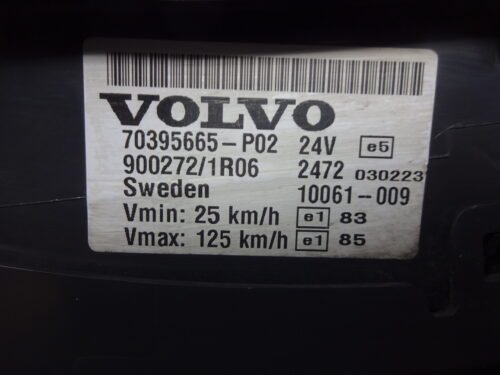 VOLVO
70395665-P02 24V e5
900272/1R06 2472 030223
Sweden 10061-009
Vmin: 25 km/h e1 83
Vmax: 125 km/h e1 85